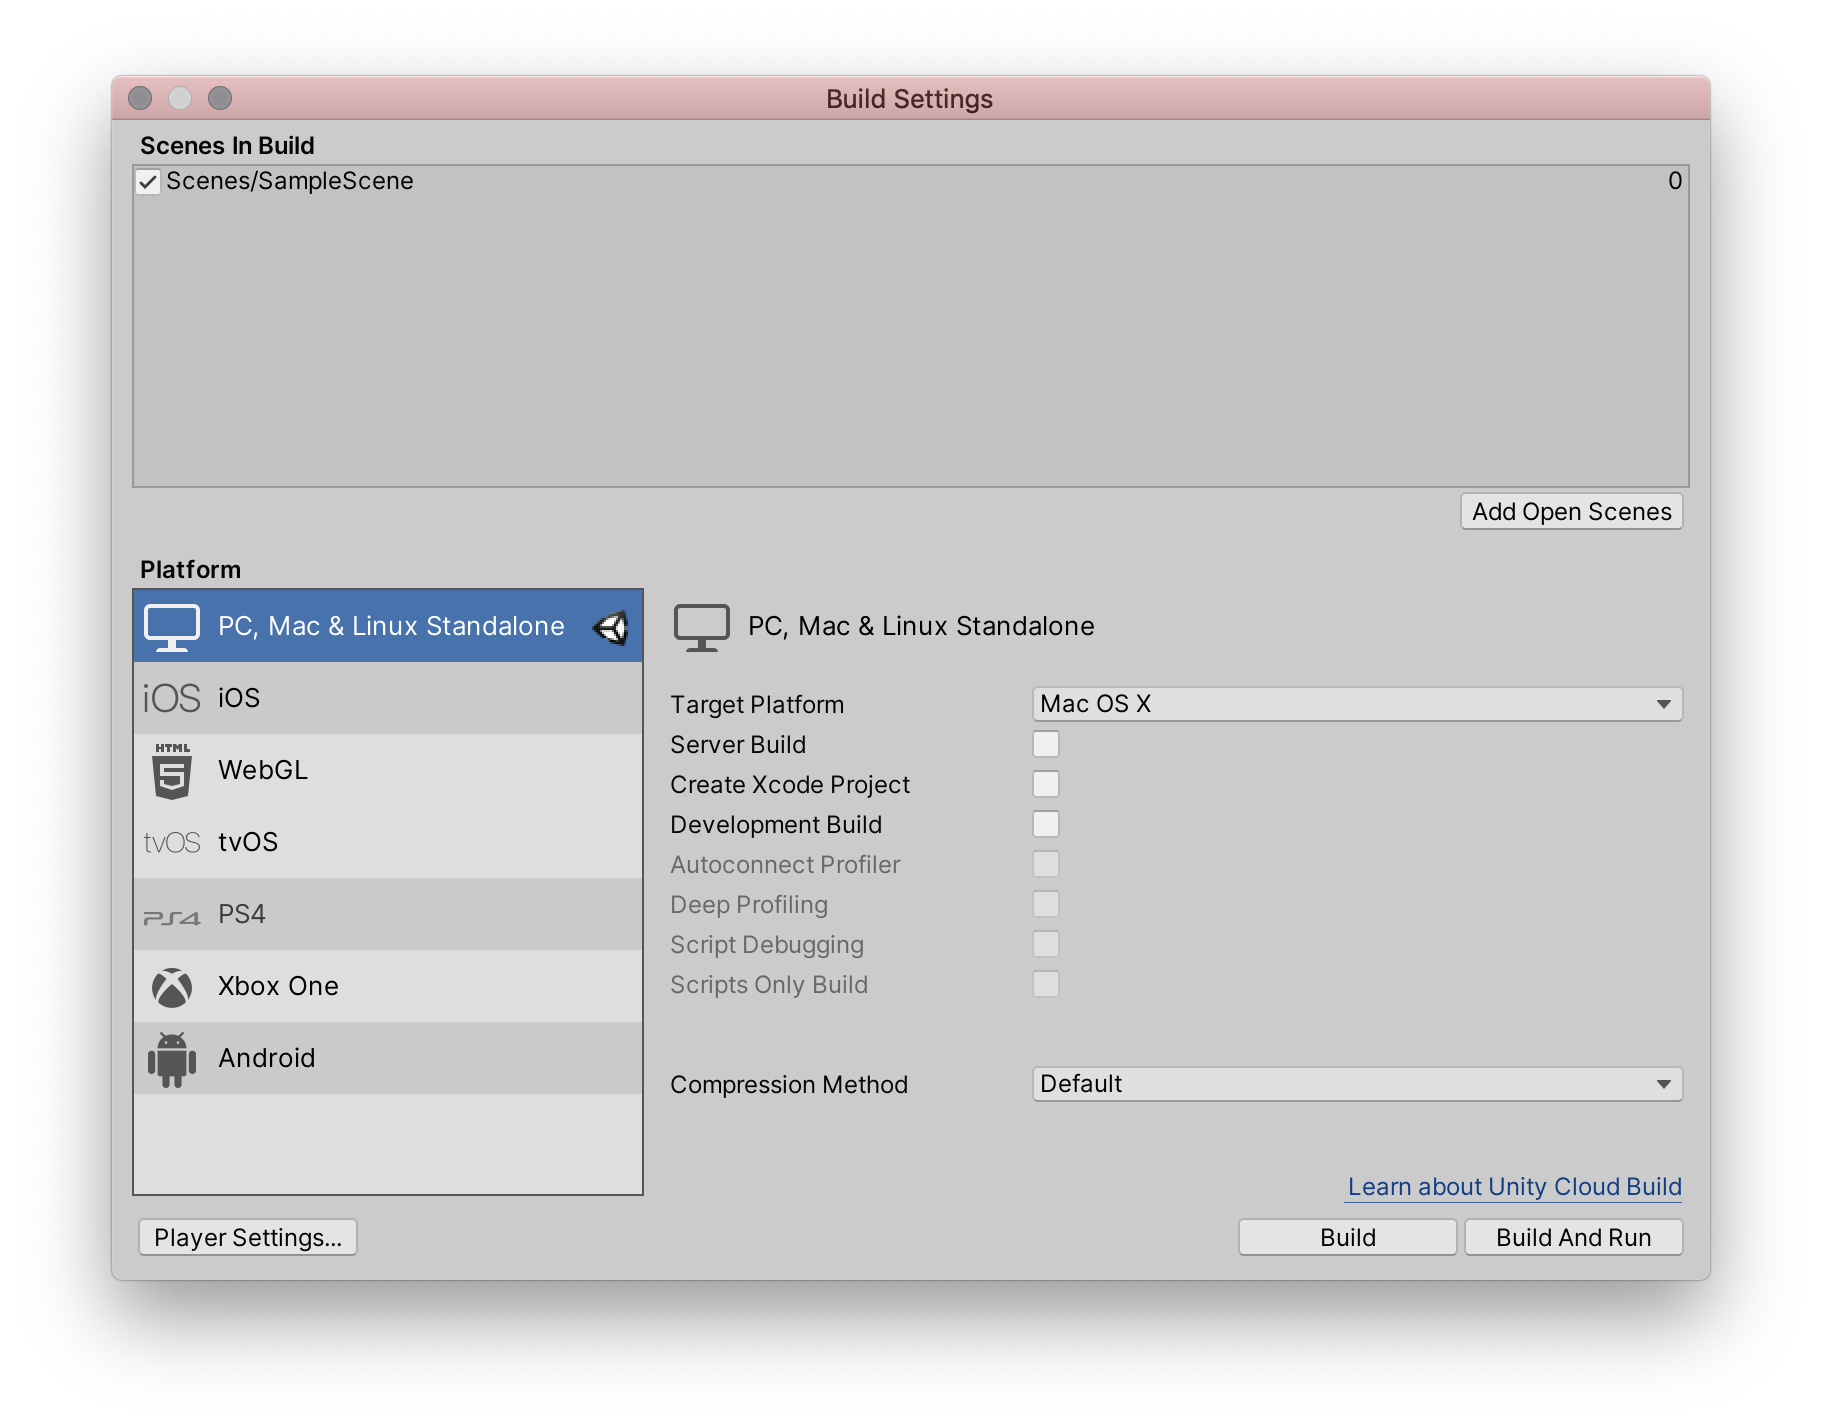 Build Settings
Scenes In Build
Scenes/SampleScene 0
Add Open Scenes
Platform
PC, Mac & Linux Standalone
iOS iOS
HTML 5 WebGL
tvOS tvOS
PS4 PS4
Xbox One
Android
PC, Mac & Linux Standalone
Target Platform Mac OS X
Server Build
Create Xcode Project
Development Build
Autoconnect Profiler
Deep Profiling
Script Debugging
Scripts Only Build
Compression Method Default
Learn about Unity Cloud Build
Player Settings... Build Build And Run